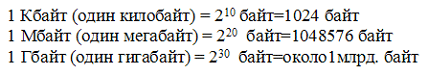 1 Кбайт (один килобайт) = 2¹⁰ байт=1024 байт
1 Мбайт (один мегабайт) = 2²⁰ байт=1048576 байт
1 Гбайт (один гигабайт) = 2³⁰ байт=около1млрд. байт